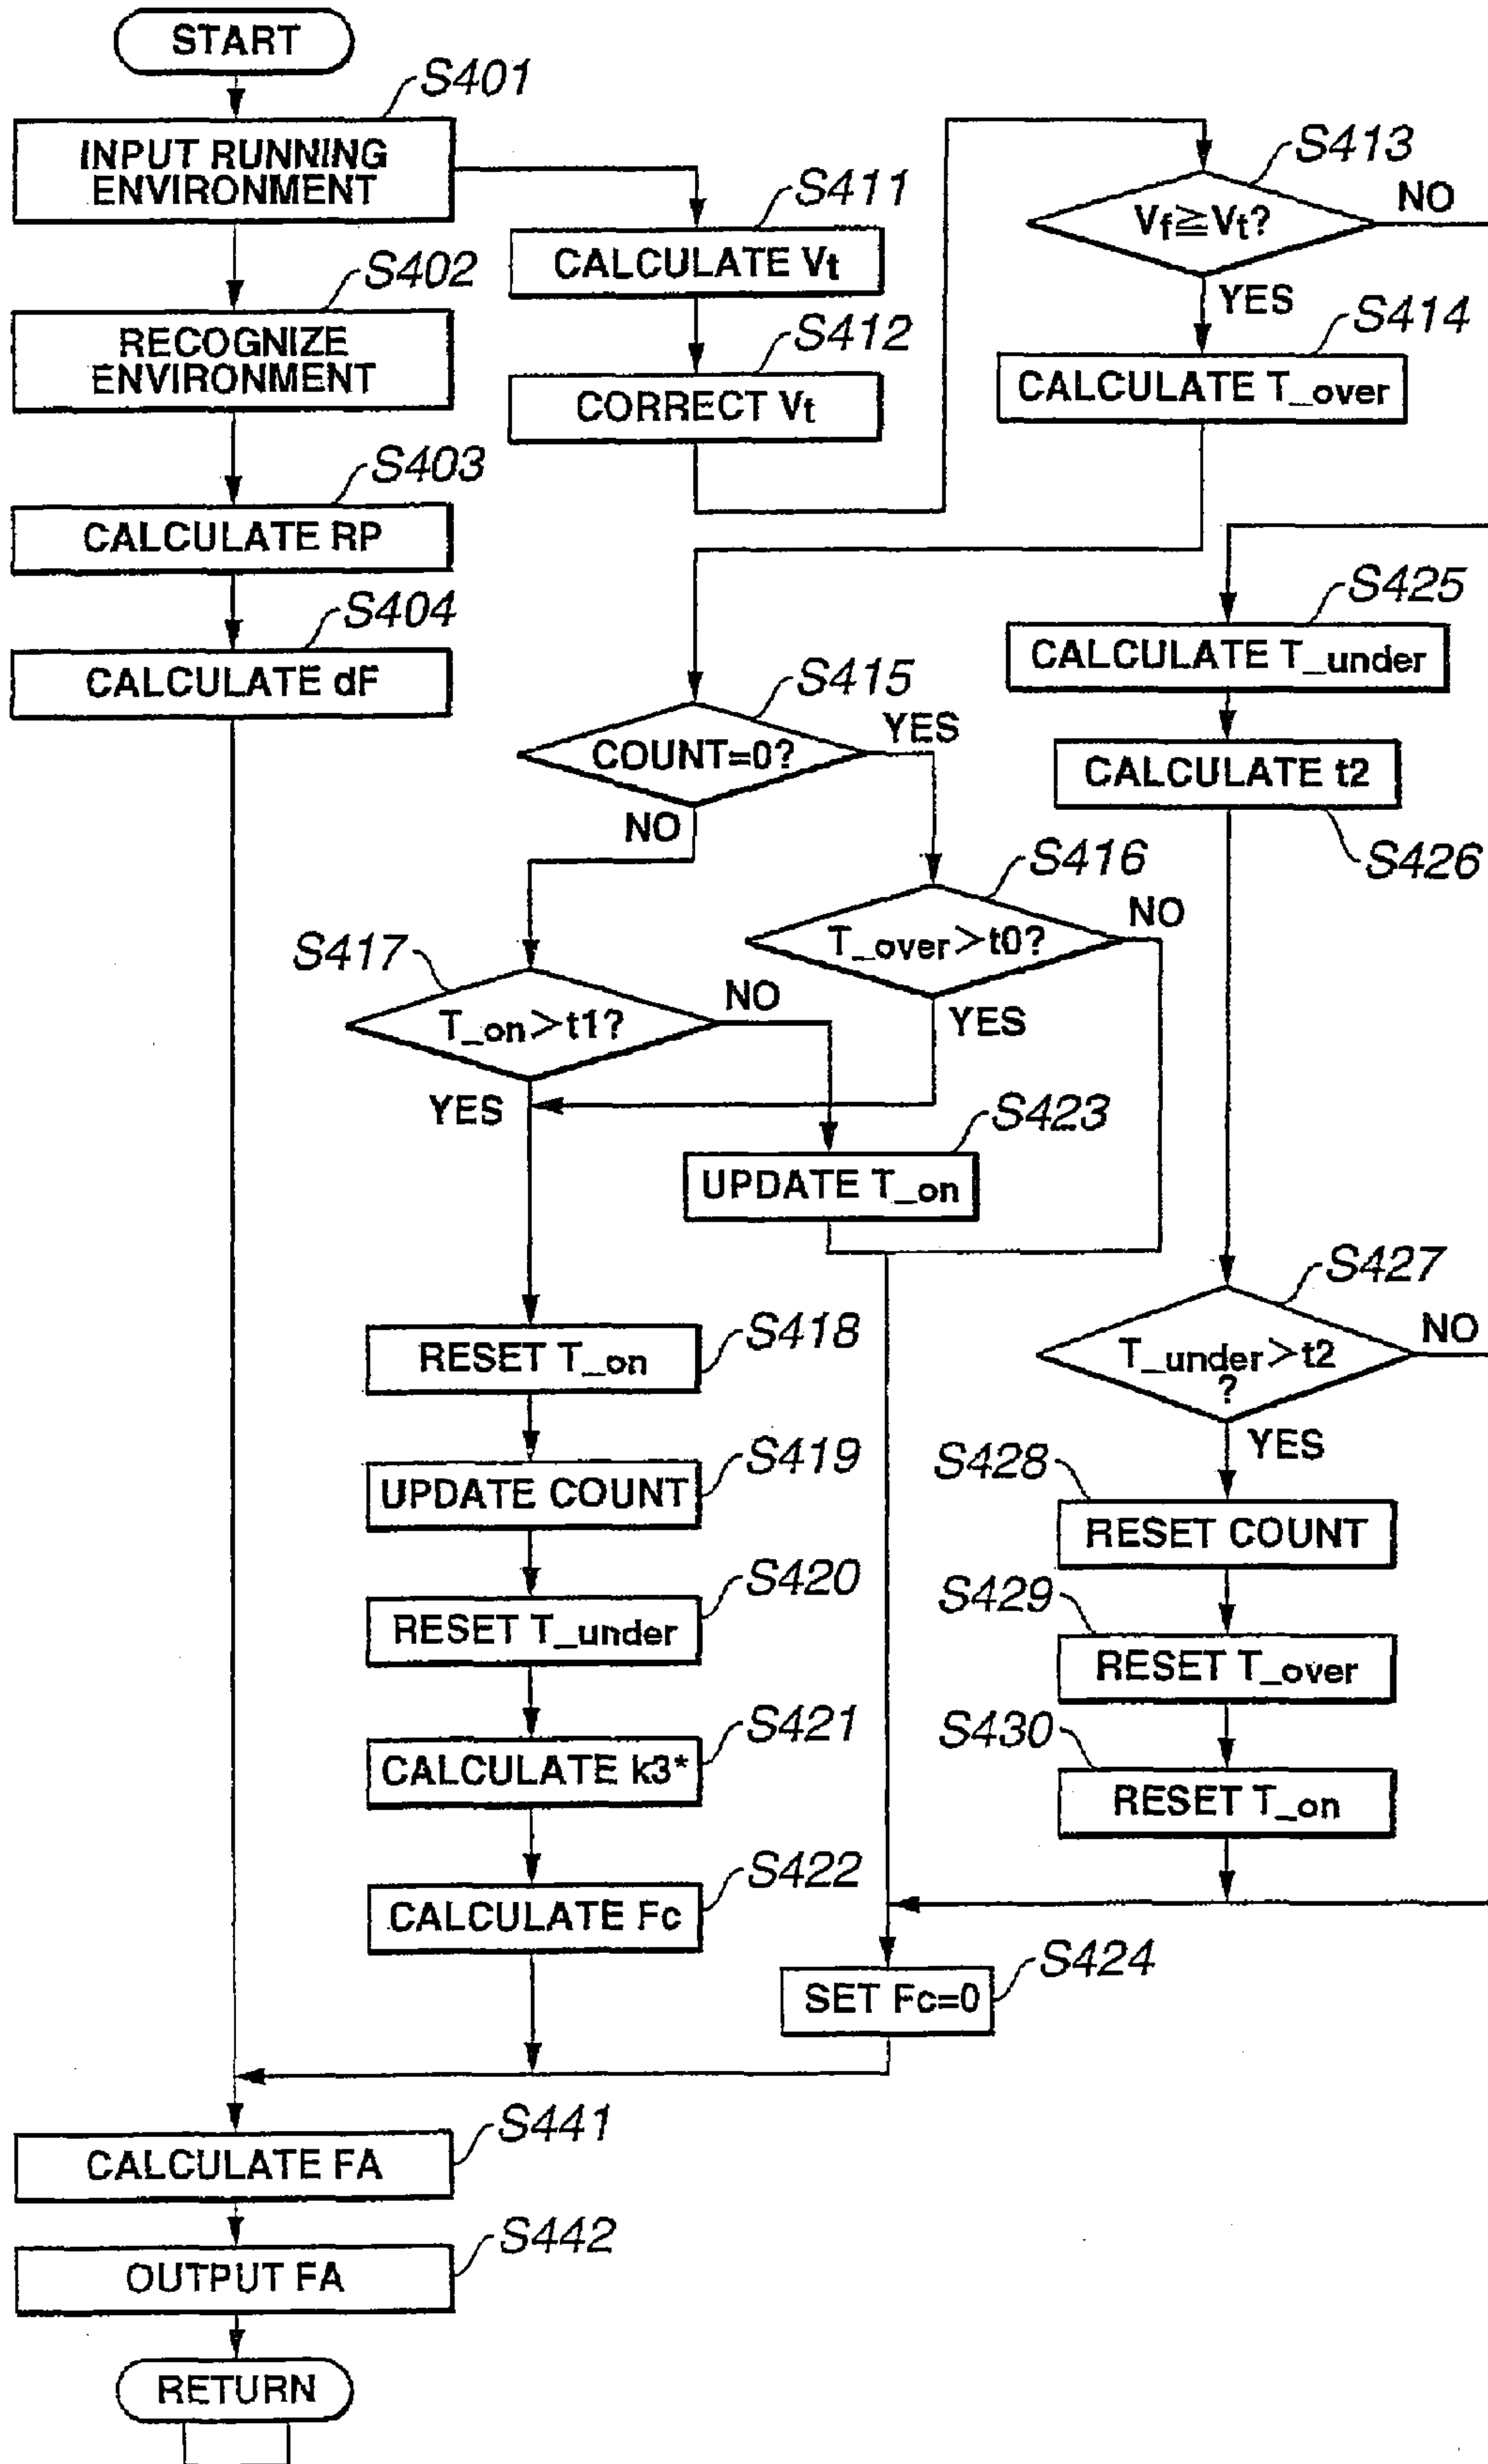 START
S401
INPUT RUNNING
ENVIRONMENT
S402
RECOGNIZE
ENVIRONMENT
S403
CALCULATE RP
S404
CALCULATE dF
S411
CALCULATE Vt
S412
CORRECT Vt
S413
Vf≧Vt?
NO
YES
S414
CALCULATE T_over
S415
COUNT=0?
YES
NO
S416
T_over>t0?
NO
YES
S417
T_on>t1?
NO
YES
S423
UPDATE T_on
S418
RESET T_on
S419
UPDATE COUNT
S420
RESET T_under
S421
CALCULATE k3*
S422
CALCULATE Fc
S425
CALCULATE T_under
CALCULATE t2
S426
S427
T_under>t2
?
NO
YES
S428
RESET COUNT
S429
RESET T_over
S430
RESET T_on
S424
SET Fc=0
S441
CALCULATE FA
S442
OUTPUT FA
RETURN